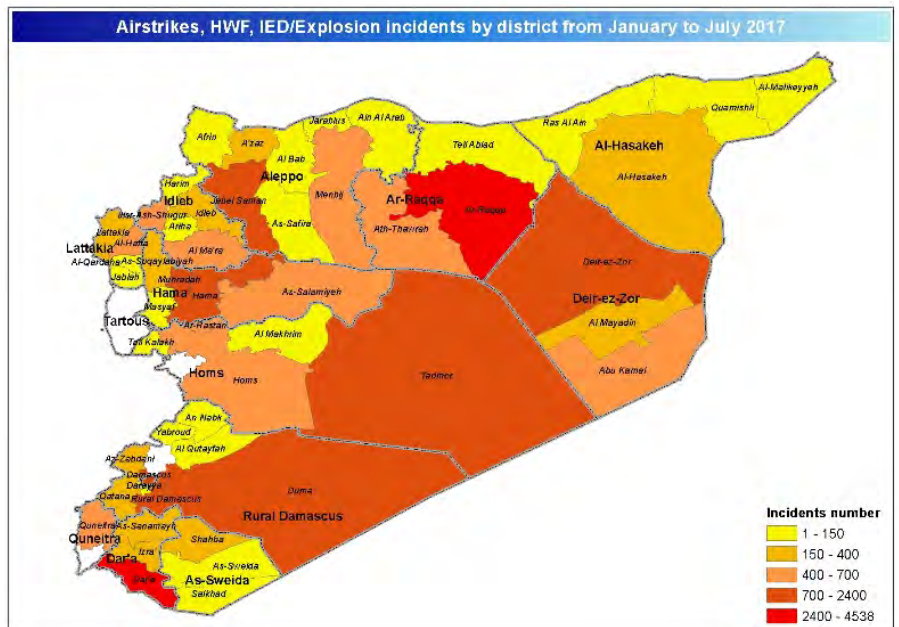 Airstrikes, HWF, IED/Explosion incidents by district from January to July 2017
Al-Malikeyyeh
Quamishli
Ras Al Ain
Ain Al Arab
Jarablus
Tell Abiad
Afrin
A'zaz
Al Bab
Al-Hasakeh
Al-Hasakeh
Aleppo
Jebel Saman
Menbij
Harim
Idleb
Idleb
Ariha
As-Safira
Ar-Raqqa
Ar-Raqqa
Ath-Thawrah
Lattakia
Lattakia
Al-Haffa
Al Ma'ra
Al-Qardaha
As-Suqaylabiyah
Jablah
Muhradah
Hama
Hama
Masyaf
As-Salamiyeh
Deir-ez-Zor
Deir-ez-Zor
Tartous
Tell Kalakh
Ar-Rastan
Al Makhrim
Al Mayadin
Abu Kamal
Homs
Homs
Tadmor
An Nabk
Yabroud
Al Qutayfah
Az-Zabdani
Damascus
Darayya
Qatana
Rural Damascus
Duma
Rural Damascus
Quneitra
Quneitra
As-Sanamayn
Izra
Shahba
Dar'a
Dar'a
As-Sweida
As-Sweida
Salkhad
Incidents number
1 - 150
150 - 400
400 - 700
700 - 2400
2400 - 4538